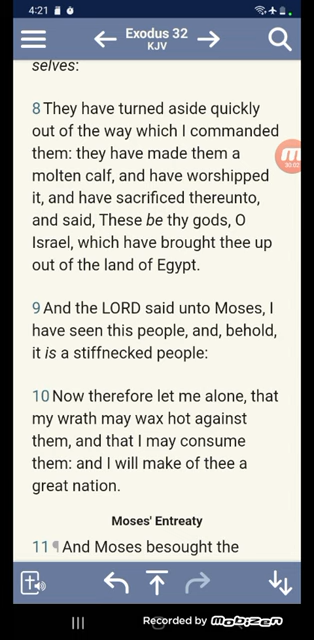 4:21
Exodus 32
KJV
selves:
8 They have turned aside quickly
out of the way which I commanded
them: they have made them a
molten calf, and have worshipped
it, and have sacrificed thereunto,
and said, These be thy gods, O
Israel, which have brought thee up
out of the land of Egypt.
9 And the LORD said unto Moses, I
have seen this people, and, behold,
it is a stiffnecked people:
10 Now therefore let me alone, that
my wrath may wax hot against
them, and that I may consume
them: and I will make of thee a
great nation.
Moses' Entreaty
11 ¶ And Moses besought the
Recorded by mobizen